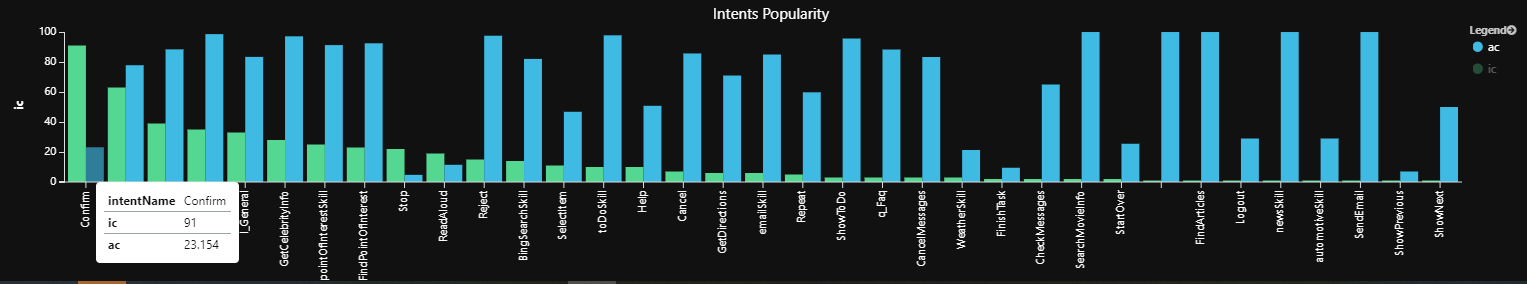 Intents Popularity
Legend
ac
ic
ic
100
80
60
40
20
0
Confirm
l_General
GetCelebrityInfo
pointOfInterestSkill
FindPointOfInterest
Stop
ReadAloud
Reject
BingSearchSkill
SelectItem
toDoSkill
Help
Cancel
GetDirections
emailSkill
Repeat
ShowToDo
q_Faq
CancelMessages
WeatherSkill
FinishTask
CheckMessages
SearchMovieInfo
StartOver
FindArticles
Logout
newsSkill
automotiveSkill
SendEmail
ShowPrevious
ShowNext
intentName Confirm
ic 91
ac 23.154